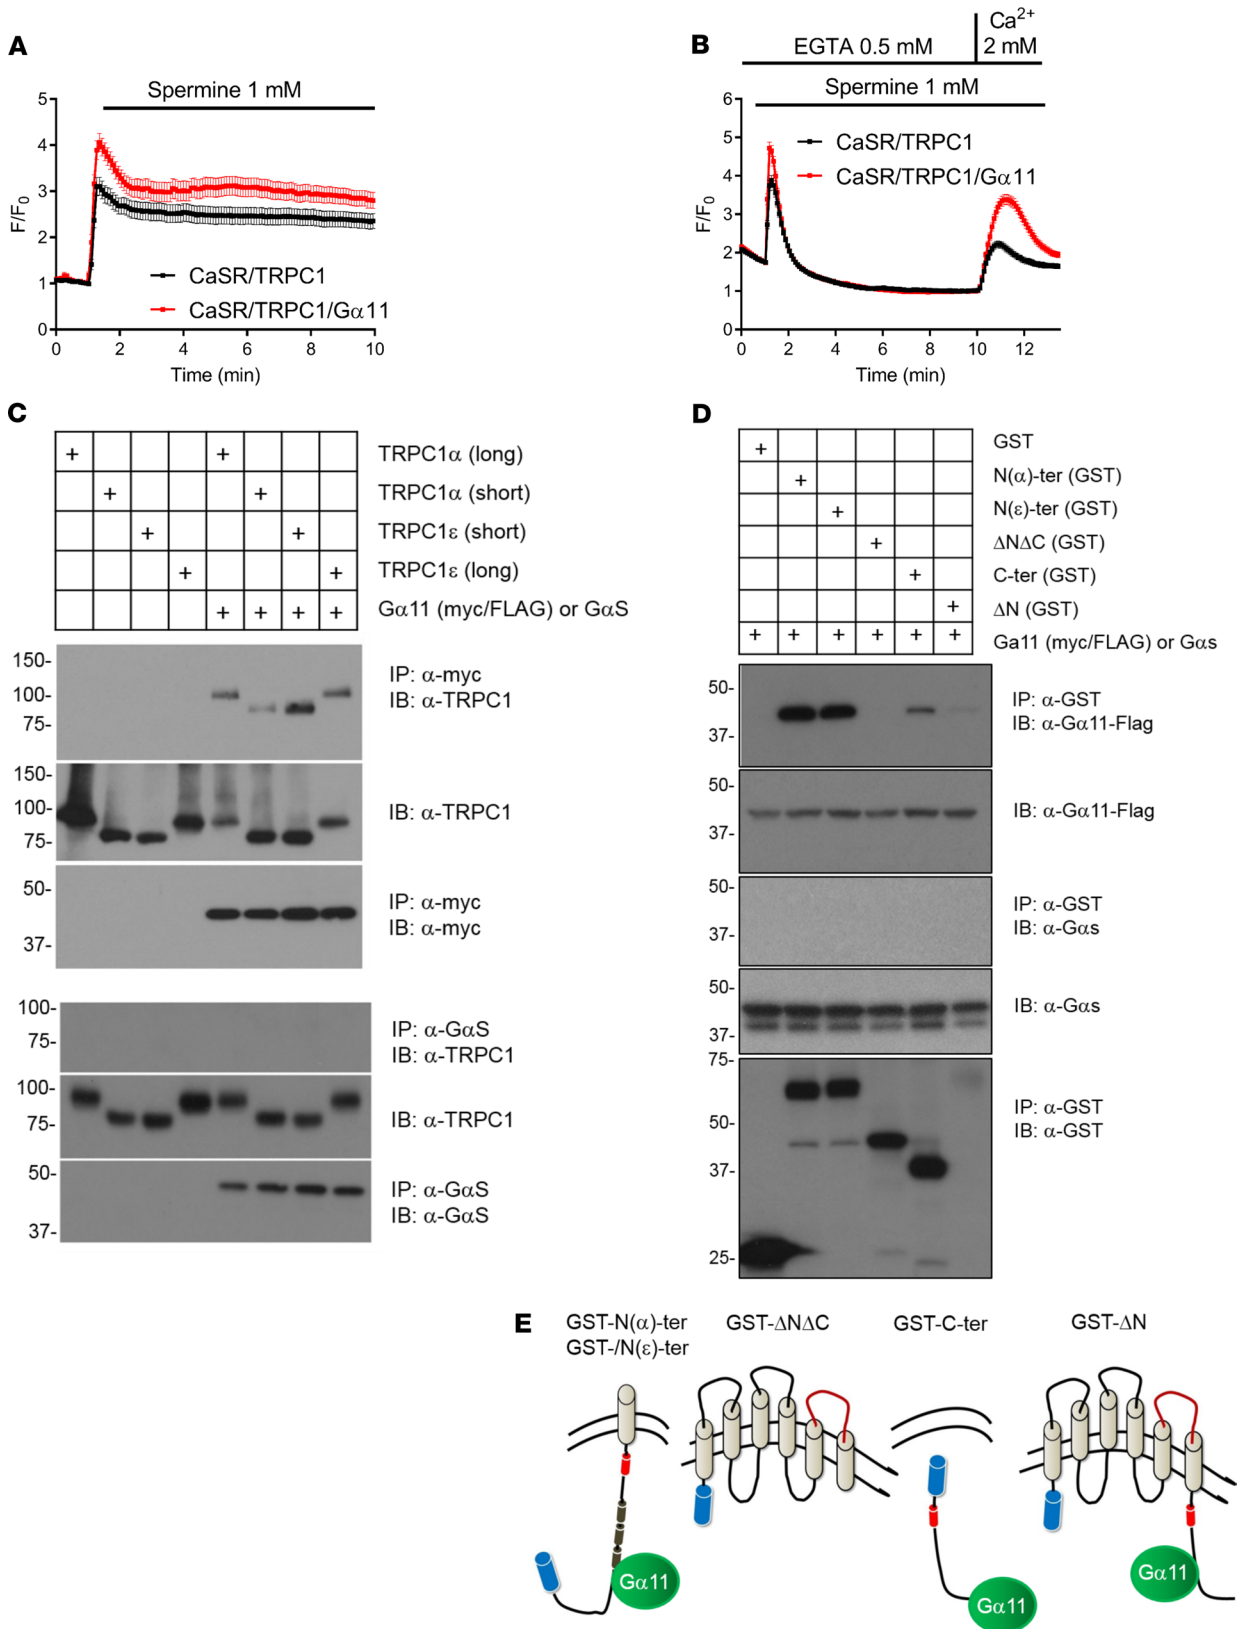 A
Spermine 1 mM
5
4
3
2
1
0
F/F0
CaSR/TRPC1
CaSR/TRPC1/Gα11
0 2 4 6 8 10
Time (min)
B
EGTA 0.5 mM
Ca2+
2 mM
Spermine 1 mM
6
5
4
3
2
1
0
F/F0
CaSR/TRPC1
CaSR/TRPC1/Gα11
0 2 4 6 8 10 12
Time (min)
C
+ + TRPC1α (long)
+ + TRPC1α (short)
+ + TRPC1ε (short)
+ + TRPC1ε (long)
+ + + + Gα11 (myc/FLAG) or GαS
150-
100-
75-
IP: α-myc
IB: α-TRPC1
150-
100-
75-
IB: α-TRPC1
50-
37-
IP: α-myc
IB: α-myc
100-
75-
IP: α-GαS
IB: α-TRPC1
100-
75-
IB: α-TRPC1
50-
37-
IP: α-GαS
IB: α-GαS
D
+ GST
+ N(α)-ter (GST)
+ N(ε)-ter (GST)
+ ΔNΔC (GST)
+ C-ter (GST)
+ ΔN (GST)
+ + + + + + Ga11 (myc/FLAG) or Gαs
50-
37-
IP: α-GST
IB: α-Gα11-Flag
50-
37-
IB: α-Gα11-Flag
50-
37-
IP: α-GST
IB: α-Gαs
50-
37-
IB: α-Gαs
75-
50-
37-
25-
IP: α-GST
IB: α-GST
E
GST-N(α)-ter
GST-/N(ε)-ter
GST-ΔNΔC
GST-C-ter
GST-ΔN
Gα11
Gα11
Gα11